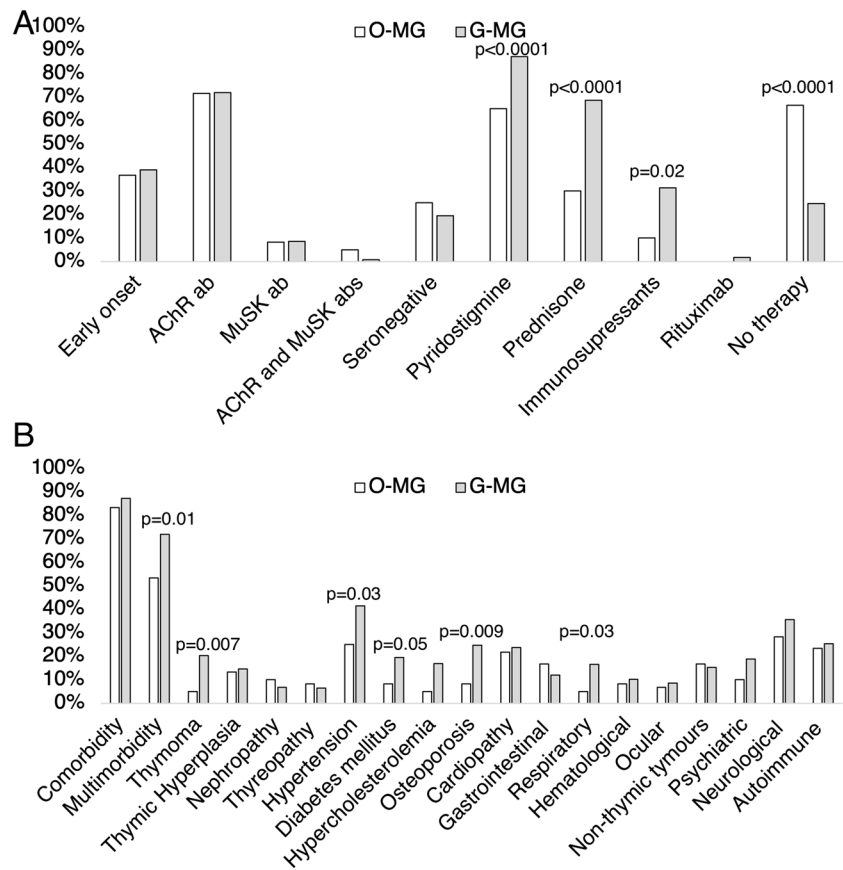 A
100%
90%
80%
70%
60%
50%
40%
30%
20%
10%
0%
O-MG G-MG
p<0.0001
p<0.0001
p<0.0001
p=0.02
Early onset
AChR ab
MuSK ab
AChR and MuSK abs
Seronegative
Pyridostigmine
Prednisone
Immunosupressants
Rituximab
No therapy
B
100%
90%
80%
70%
60%
50%
40%
30%
20%
10%
0%
O-MG G-MG
p=0.01
p=0.007
p=0.03
p=0.05
p=0.009
p=0.03
Comorbidity
Multimorbidity
Thymoma
Thymic Hyperplasia
Nephropathy
Thyreopathy
Hypertension
Diabetes mellitus
Hypercholesterolemia
Osteoporosis
Cardiopathy
Gastrointestinal
Respiratory
Hematological
Ocular
Non-thymic tymours
Psychiatric
Neurological
Autoimmune